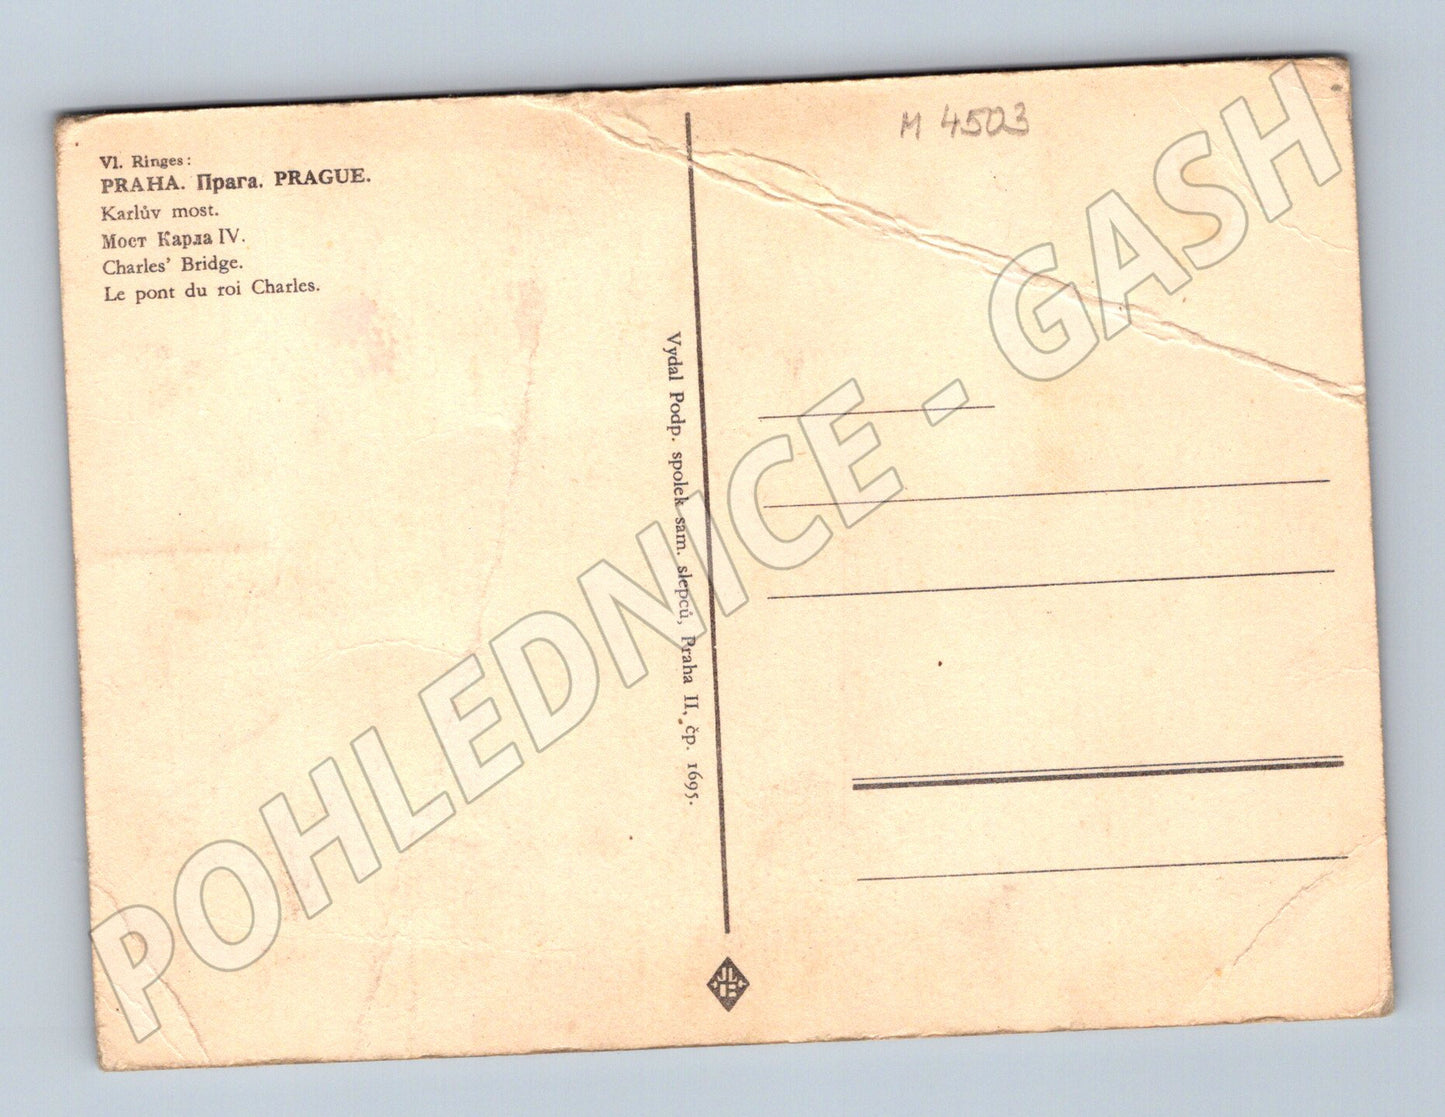 Vl. Ringes:
PRAHA. Прага. PRAGUE.
Karlův most.
Мост Карла IV.
Charles' Bridge.
Le pont du roi Charles.
Vydal Podp. spolek sam. slepců, Praha II, čp. 1695.
M 4503
POHLEDNICE - GASH